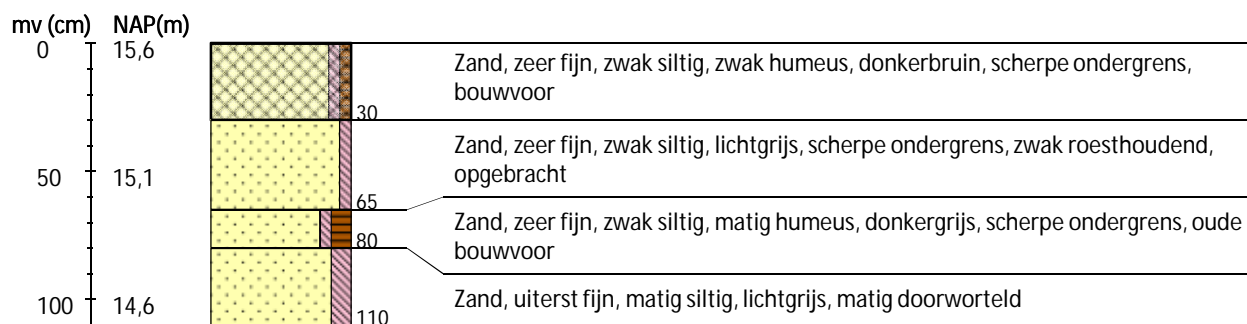 mv (cm) NAP(m)
0 15,6
Zand, zeer fijn, zwak siltig, zwak humeus, donkerbruin, scherpe ondergrens,
bouwvoor
30
Zand, zeer fijn, zwak siltig, lichtgrijs, scherpe ondergrens, zwak roesthoudend,
opgebracht
50 15,1
65
Zand, zeer fijn, zwak siltig, matig humeus, donkergrijs, scherpe ondergrens, oude
bouwvoor
80
Zand, uiterst fijn, matig siltig, lichtgrijs, matig doorworteld
100 14,6
110